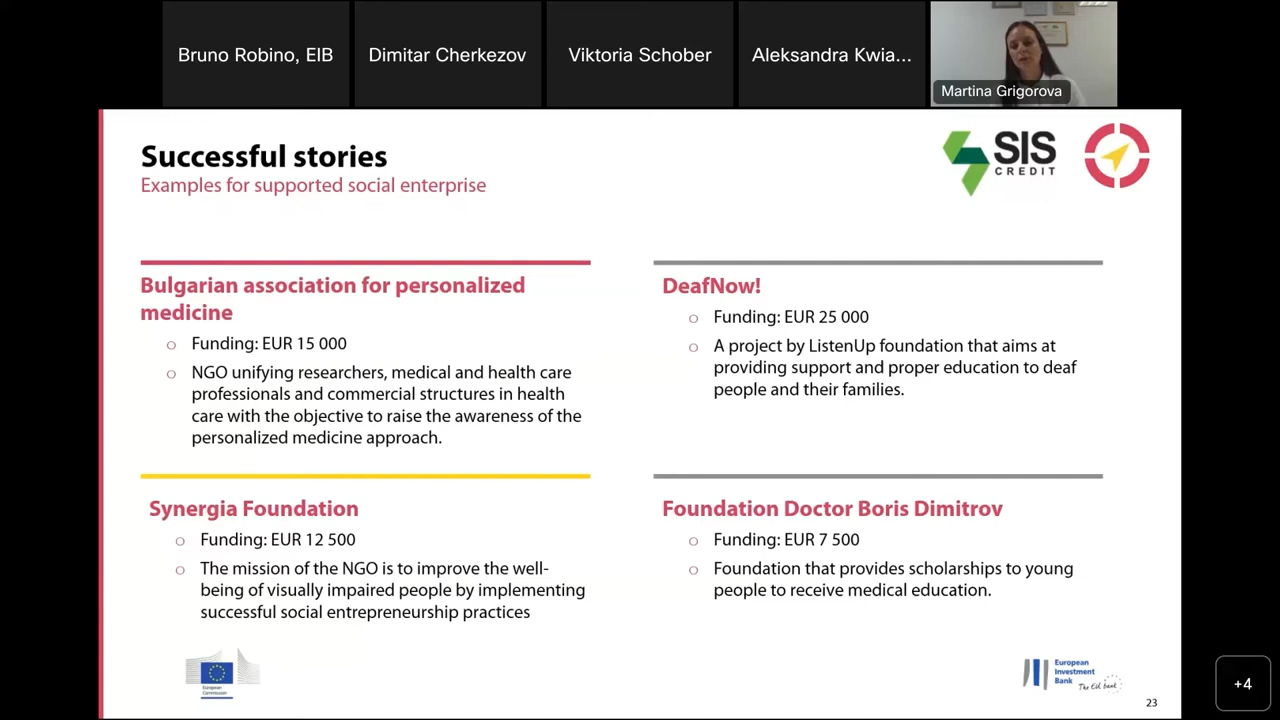 Bruno Robino, EIB
Dimitar Cherkezov
Viktoria Schober
Aleksandra Kwia...
Martina Grigorova
Successful stories
Examples for supported social enterprise
SIS
CREDIT
Bulgarian association for personalized
medicine
o Funding: EUR 15 000
o NGO unifying researchers, medical and health care
professionals and commercial structures in health
care with the objective to raise the awareness of the
personalized medicine approach.
DeafNow!
o Funding: EUR 25 000
o A project by ListenUp foundation that aims at
providing support and proper education to deaf
people and their families.
Synergia Foundation
o Funding: EUR 12 500
o The mission of the NGO is to improve the well-
being of visually impaired people by implementing
successful social entrepreneurship practices
Foundation Doctor Boris Dimitrov
o Funding: EUR 7 500
o Foundation that provides scholarships to young
people to receive medical education.
European
Commission
European
Investment
Bank
The EIB bank
23
+4